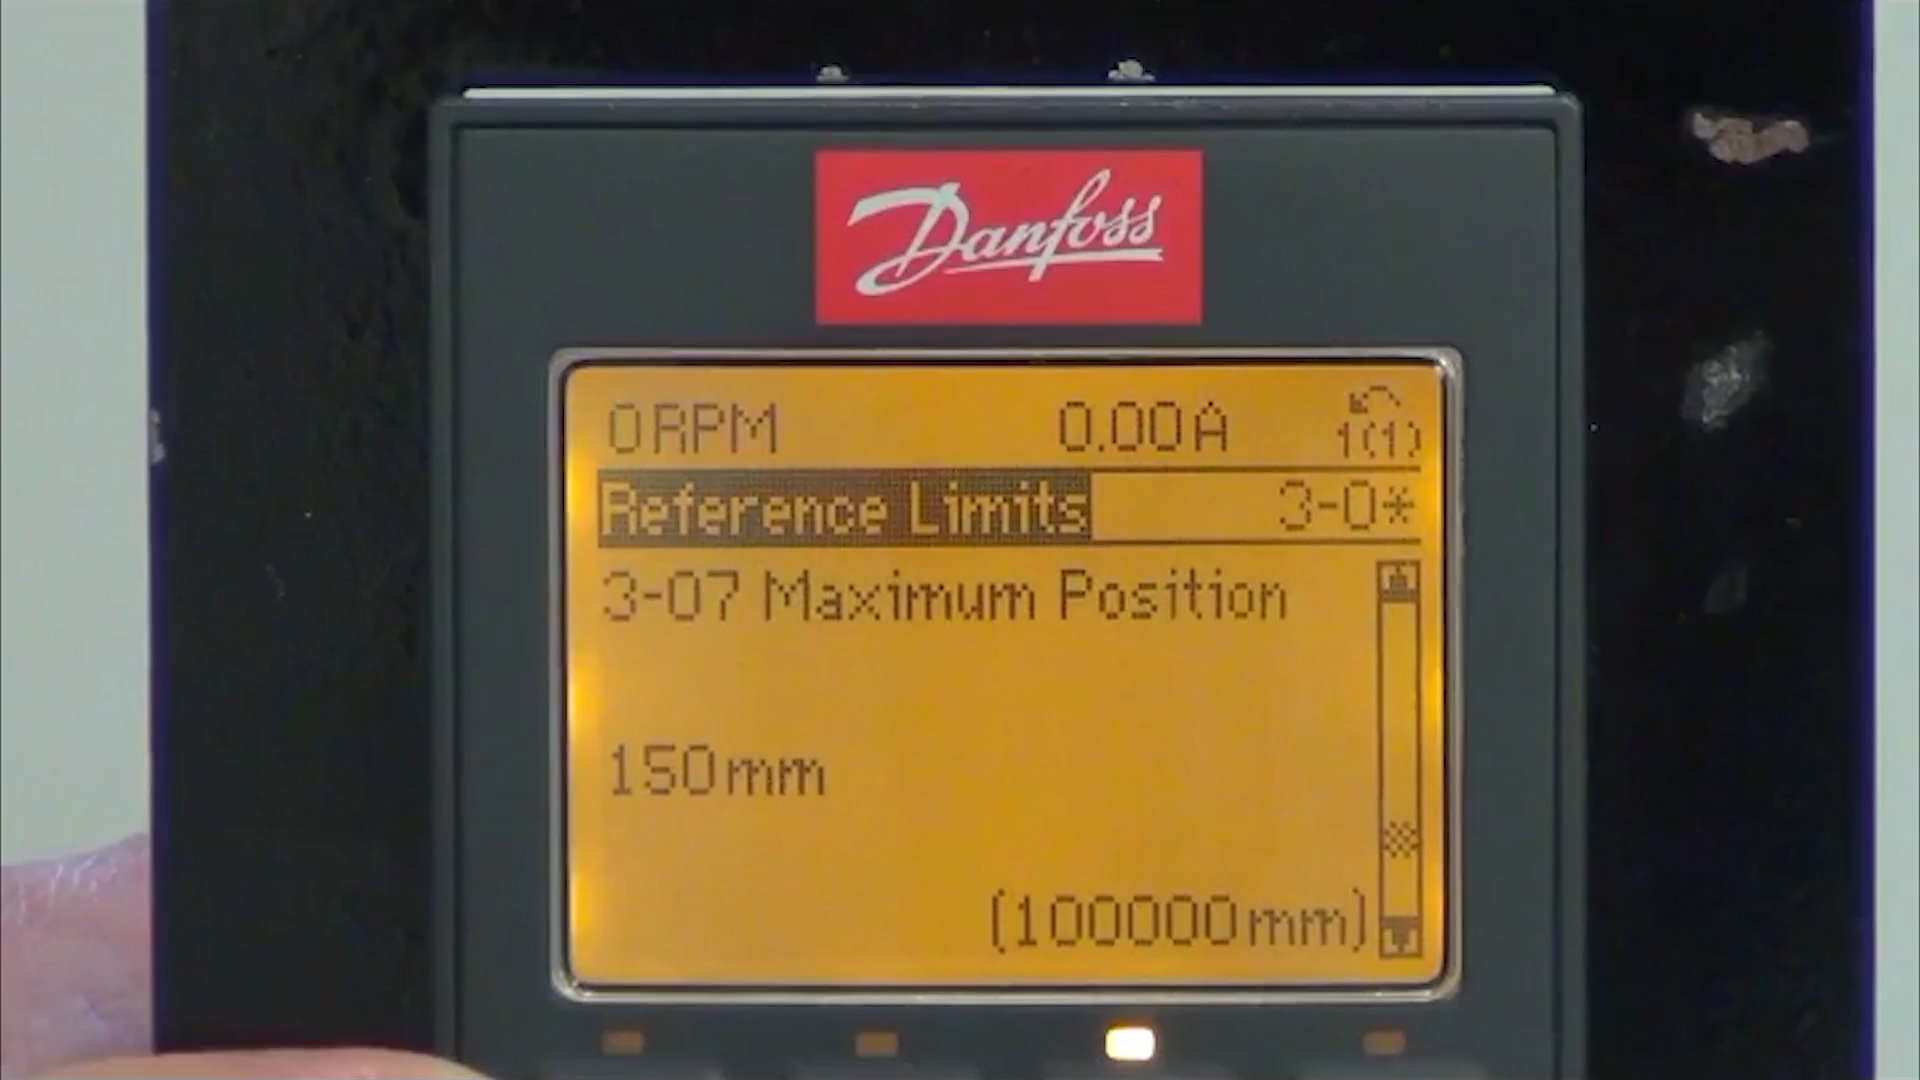 Danfoss
0RPM 0.00A 1(1)
Reference Limits 3-0*
3-07 Maximum Position
150mm
(100000mm)